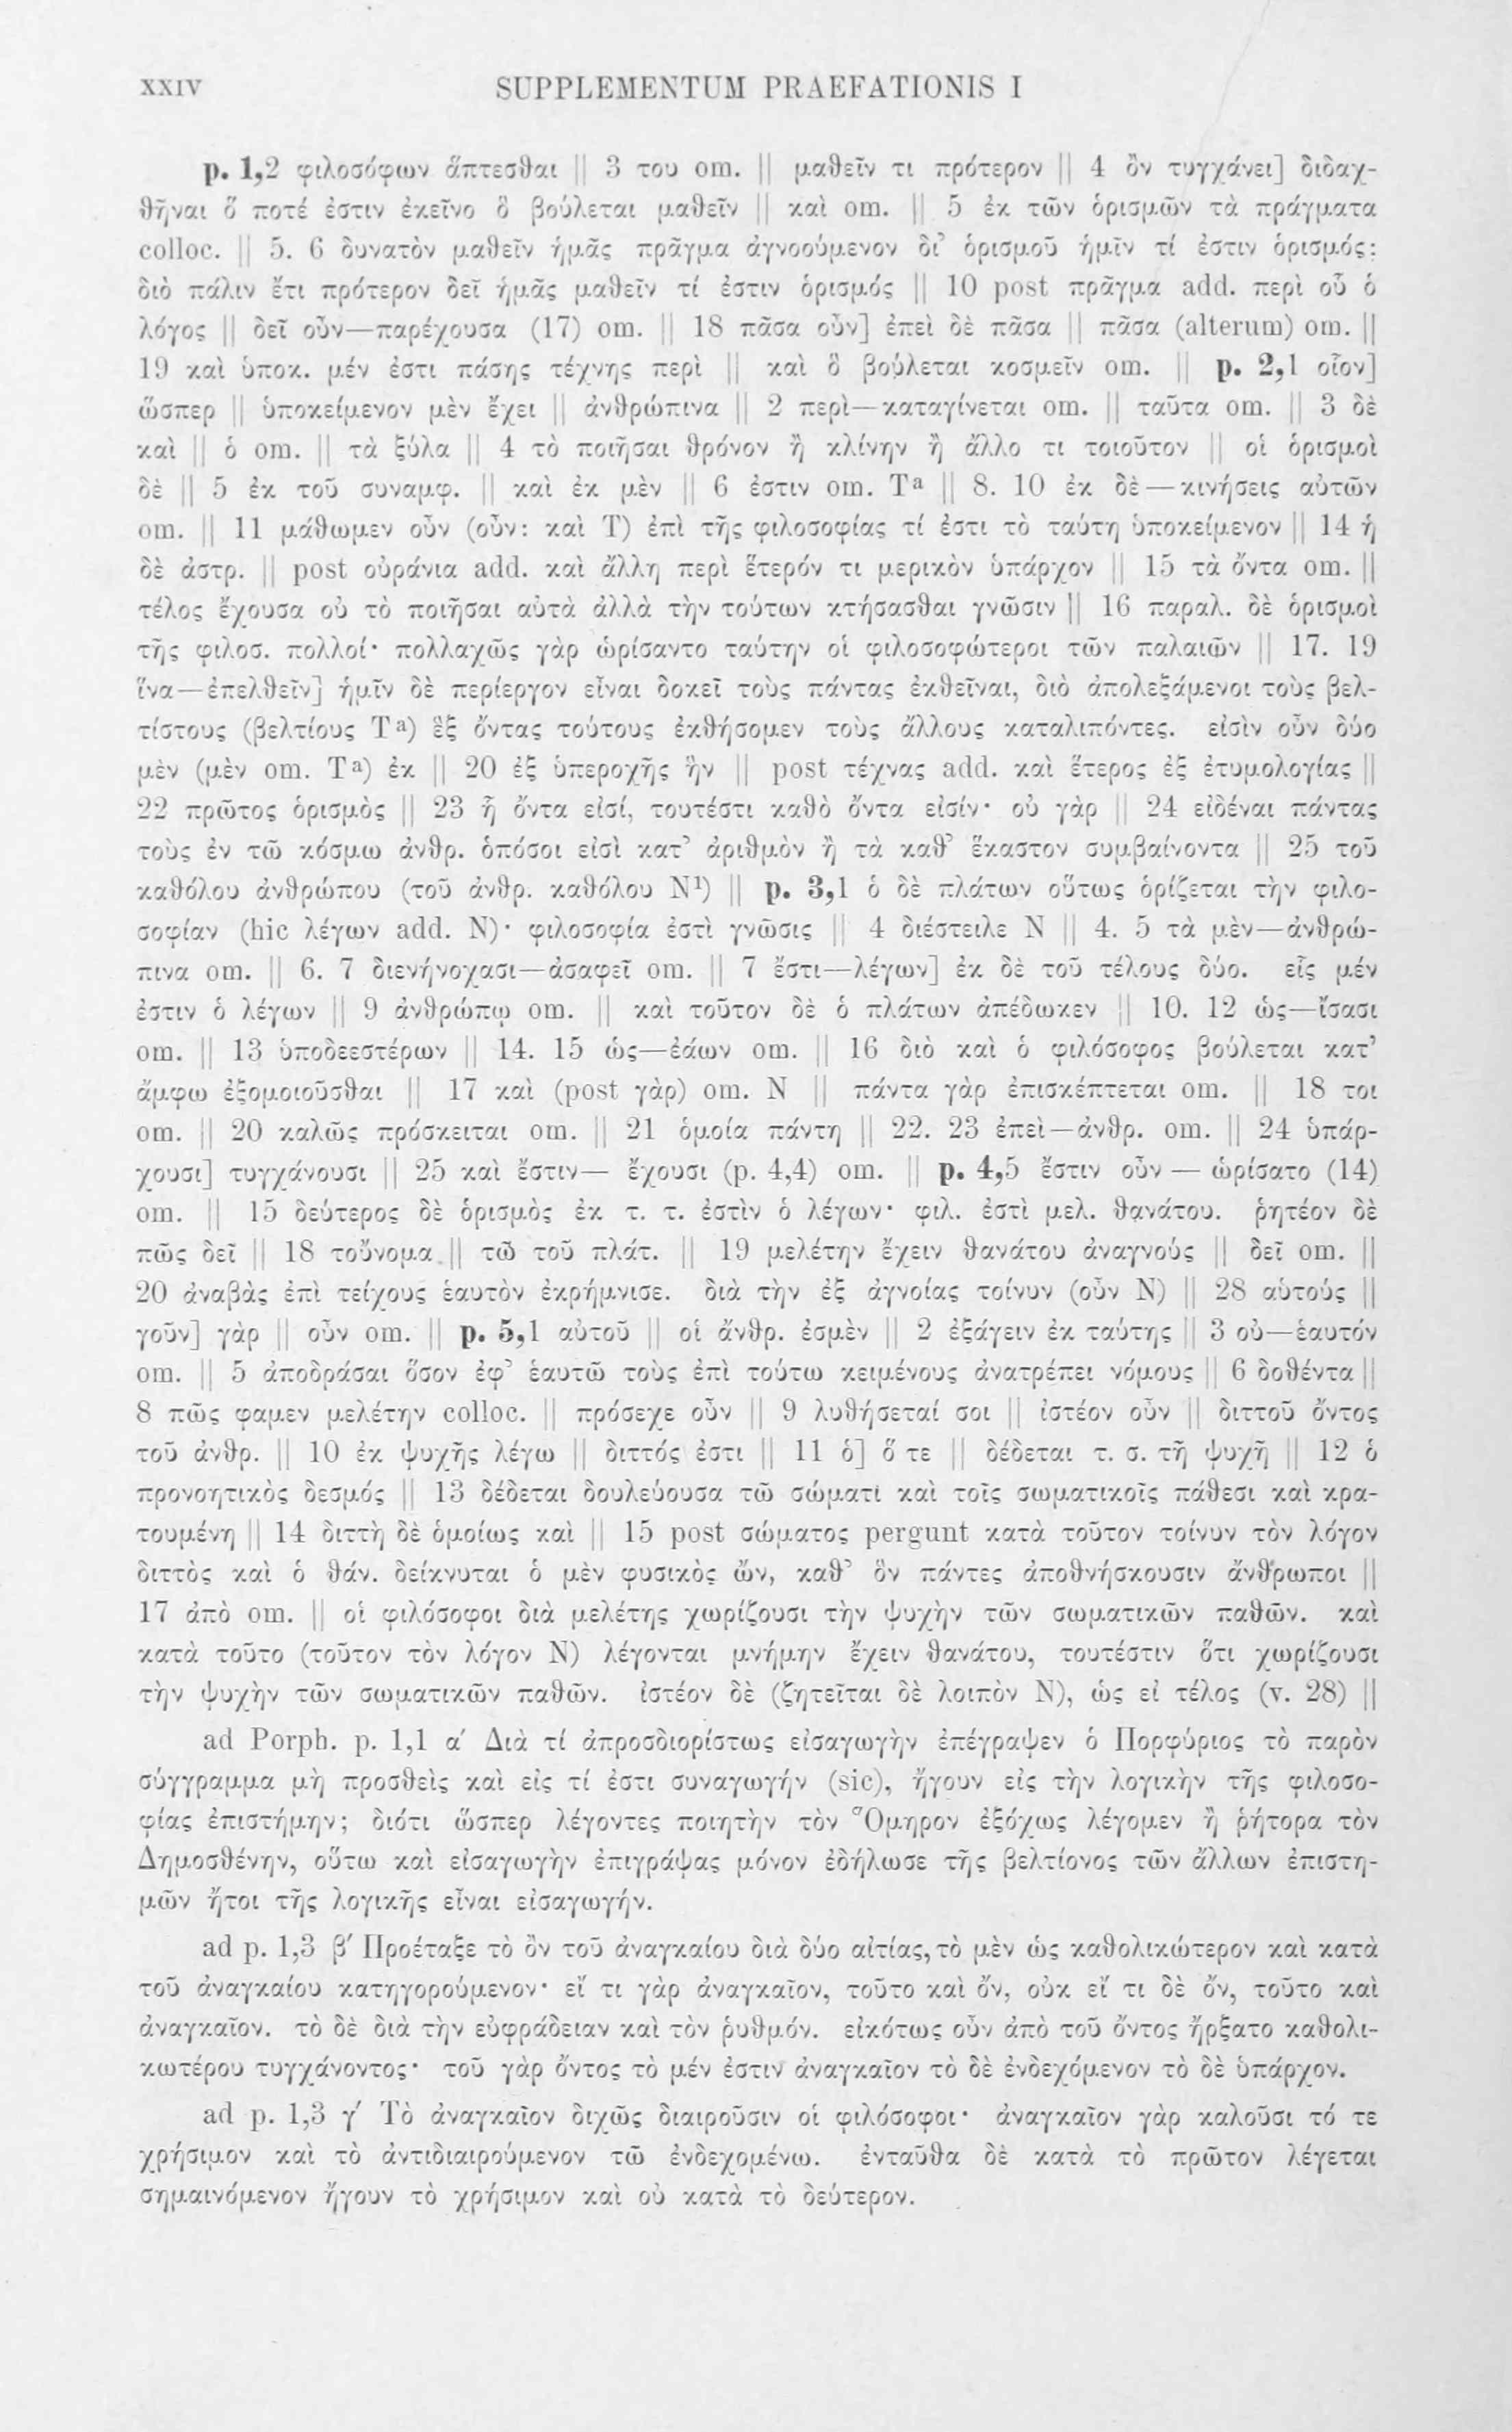 XXIV SUPPLEMENTUM PRAEFATIONIS I
p. 1,2 φιλοσόφων ἅπτεσθαι || 3 του om. || μαθεῖν τι πρότερον || 4 ὂν τυγχάνει] διδαχ-
θῆναι ὅ ποτέ ἐστιν ἐκεῖνο ὃ βούλεται μαθεῖν || καὶ om. || 5 ἐκ τῶν ὁρισμῶν τὰ πράγματα
colloc. || 5. 6 δυνατὸν μαθεῖν ἡμᾶς πρᾶγμα ἀγνοούμενον δι’ ὁρισμοῦ ἡμῖν τί ἐστιν ὁρισμός:
διὸ πάλιν ἔτι πρότερον δεῖ ἡμᾶς μαθεῖν τί ἐστιν ὁρισμός || 10 post πρᾶγμα add. περὶ οὗ ὁ
λόγος || δεῖ οὖν—παρέχουσα (17) om. || 18 πᾶσα οὖν] ἐπεὶ δὲ πᾶσα || πᾶσα (alterum) om. ||
19 καὶ ὑποκ. μέν ἐστι πάσης τέχνης περὶ || καὶ ὃ βούλεται κοσμεῖν om. || p. 2,1 οἷον]
ὥσπερ || ὑποκείμενον μὲν ἔχει || ἀνθρώπινα || 2 περὶ—καταγίνεται om. || ταῦτα om. || 3 δὲ
καὶ || ὁ om. || τὰ ξύλα || 4 τὸ ποιῆσαι θρόνον ἢ κλίνην ἢ ἄλλο τι τοιοῦτον || οἱ ὁρισμοὶ
δὲ || 5 ἐκ τοῦ συναμφ. || καὶ ἐκ μὲν || 6 ἐστιν om. Tᵃ || 8. 10 ἐκ δὲ—κινήσεις αὐτῶν
om. || 11 μάθωμεν οὖν (οὖν: καὶ T) ἐπὶ τῆς φιλοσοφίας τί ἐστι τὸ ταύτῃ ὑποκείμενον || 14 ἡ
δὲ ἀστρ. || post οὐράνια add. καὶ ἄλλη περὶ ἕτερόν τι μερικὸν ὑπάρχον || 15 τὰ ὄντα om. ||
τέλος ἔχουσα οὐ τὸ ποιῆσαι αὐτὰ ἀλλὰ τὴν τούτων κτήσασθαι γνῶσιν || 16 παραλ. δὲ ὁρισμοὶ
τῆς φιλοσ. πολλοί· πολλαχῶς γὰρ ὡρίσαντο ταύτην οἱ φιλοσοφώτεροι τῶν παλαιῶν || 17. 19
ἵνα—ἐπελθεῖν] ἡμῖν δὲ περίεργον εἶναι δοκεῖ τοὺς πάντας ἐκθεῖναι, διὸ ἀπολεξάμενοι τοὺς βελ-
τίστους (βελτίους Tᵃ) ἓξ ὄντας τούτους ἐκθήσομεν τοὺς ἄλλους καταλιπόντες. εἰσὶν οὖν δύο
μὲν (μὲν om. Tᵃ) ἐκ || 20 ἐξ ὑπεροχῆς ἣν || post τέχνας add. καὶ ἕτερος ἐξ ἐτυμολογίας ||
22 πρῶτος ὁρισμὸς || 23 ᾗ ὄντα εἰσί, τουτέστι καθὸ ὄντα εἰσίν· οὐ γὰρ || 24 εἰδέναι πάντας
τοὺς ἐν τῶ κόσμω ἀνθρ. ὁπόσοι εἰσὶ κατ’ ἀριθμὸν ἢ τὰ καθ’ ἕκαστον συμβαίνοντα || 25 τοῦ
καθόλου ἀνθρώπου (τοῦ ἀνθρ. καθόλου N¹) || p. 3,1 ὁ δὲ πλάτων οὕτως ὁρίζεται τὴν φιλο-
σοφίαν (hic λέγων add. N)· φιλοσοφία ἐστὶ γνῶσις || 4 διέστειλε N || 4. 5 τὰ μὲν—ἀνθρώ-
πινα om. || 6. 7 διενήνοχασι—ἀσαφεῖ om. || 7 ἔστι—λέγων] ἐκ δὲ τοῦ τέλους δύο. εἷς μέν
ἐστιν ὁ λέγων || 9 ἀνθρώπῳ om. || καὶ τοῦτον δὲ ὁ πλάτων ἀπέδωκεν || 10. 12 ὡς—ἴσασι
om. || 13 ὑποδεεστέρων || 14. 15 ὡς—ἐάων om. || 16 διὸ καὶ ὁ φιλόσοφος βούλεται κατ’
ἄμφω ἐξομοιοῦσθαι || 17 καὶ (post γὰρ) om. N || πάντα γὰρ ἐπισκέπτεται om. || 18 τοι
om. || 20 καλῶς πρόσκειται om. || 21 ὁμοία πάντη || 22. 23 ἐπεὶ—ἀνθρ. om. || 24 ὑπάρ-
χουσι] τυγχάνουσι || 25 καὶ ἔστιν— ἔχουσι (p. 4,4) om. || p. 4,5 ἔστιν οὖν — ὡρίσατο (14)
om. || 15 δεύτερος δὲ ὁρισμὸς ἐκ τ. τ. ἐστὶν ὁ λέγων· φιλ. ἐστὶ μελ. θανάτου. ῥητέον δὲ
πῶς δεῖ || 18 τοὔνομα || τῶ τοῦ πλάτ. || 19 μελέτην ἔχειν θανάτου ἀναγνούς || δεῖ om. ||
20 ἀναβὰς ἐπὶ τείχους ἑαυτὸν ἐκρήμνισε. διὰ τὴν ἐξ ἀγνοίας τοίνυν (οὖν N) || 28 αὑτούς ||
γοῦν] γὰρ || οὖν om. || p. 5,1 αὑτοῦ || οἱ ἄνθρ. ἐσμὲν || 2 ἐξάγειν ἐκ ταύτης || 3 οὐ—ἑαυτόν
om. || 5 ἀποδράσαι ὅσον ἐφ’ ἑαυτῶ τοὺς ἐπὶ τούτω κειμένους ἀνατρέπει νόμους || 6 δοθέντα ||
8 πῶς φαμεν μελέτην colloc. || πρόσεχε οὖν || 9 λυθήσεταί σοι || ἰστέον οὖν || διττοῦ ὄντος
τοῦ ἀνθρ. || 10 ἐκ ψυχῆς λέγω || διττός ἐστι || 11 ὁ] ὅ τε || δέδεται τ. σ. τῆ ψυχῆ || 12 ὁ
προνοητικὸς δεσμός || 13 δέδεται δουλεύουσα τῶ σώματι καὶ τοῖς σωματικοῖς πάθεσι καὶ κρα-
τουμένη || 14 διττὴ δὲ ὁμοίως καὶ || 15 post σώματος pergunt κατὰ τοῦτον τοίνυν τὸν λόγον
διττὸς καὶ ὁ θάν. δείκνυται ὁ μὲν φυσικὸς ὤν, καθ’ ὃν πάντες ἀποθνήσκουσιν ἄνθρωποι ||
17 ἀπὸ om. || οἱ φιλόσοφοι διὰ μελέτης χωρίζουσι τὴν ψυχὴν τῶν σωματικῶν παθῶν. καὶ
κατὰ τοῦτο (τοῦτον τὸν λόγον N) λέγονται μνήμην ἔχειν θανάτου, τουτέστιν ὅτι χωρίζουσι
τὴν ψυχὴν τῶν σωματικῶν παθῶν. ἰστέον δὲ (ζητεῖται δὲ λοιπὸν N), ὡς εἰ τέλος (v. 28) ||
ad Porph. p. 1,1 α′ Διὰ τί ἀπροσδιορίστως εἰσαγωγὴν ἐπέγραψεν ὁ Πορφύριος τὸ παρὸν
σύγγραμμα μὴ προσθεὶς καὶ εἰς τί ἐστι συναγωγήν (sic), ἤγουν εἰς τὴν λογικὴν τῆς φιλοσο-
φίας ἐπιστήμην; διότι ὥσπερ λέγοντες ποιητὴν τὸν Ὅμηρον ἐξόχως λέγομεν ἢ ῥήτορα τὸν
Δημοσθένην, οὕτω καὶ εἰσαγωγὴν ἐπιγράψας μόνον ἐδήλωσε τῆς βελτίονος τῶν ἄλλων ἐπιστη-
μῶν ἤτοι τῆς λογικῆς εἶναι εἰσαγωγήν.
ad p. 1,3 β′ Προέταξε τὸ ὂν τοῦ ἀναγκαίου διὰ δύο αἰτίας, τὸ μὲν ὡς καθολικώτερον καὶ κατὰ
τοῦ ἀναγκαίου κατηγορούμενον· εἴ τι γὰρ ἀναγκαῖον, τοῦτο καὶ ὄν, οὐκ εἴ τι δὲ ὄν, τοῦτο καὶ
ἀναγκαῖον. τὸ δὲ διὰ τὴν εὐφράδειαν καὶ τὸν ῥυθμόν. εἰκότως οὖν ἀπὸ τοῦ ὄντος ἤρξατο καθολι-
κωτέρου τυγχάνοντος· τοῦ γὰρ ὄντος τὸ μέν ἐστιν ἀναγκαῖον τὸ δὲ ἐνδεχόμενον τὸ δὲ ὑπάρχον.
ad p. 1,3 γ′ Τὸ ἀναγκαῖον διχῶς διαιροῦσιν οἱ φιλόσοφοι· ἀναγκαῖον γὰρ καλοῦσι τό τε
χρήσιμον καὶ τὸ ἀντιδιαιρούμενον τῶ ἐνδεχομένω. ἐνταῦθα δὲ κατὰ τὸ πρῶτον λέγεται
σημαινόμενον ἤγουν τὸ χρήσιμον καὶ οὐ κατὰ τὸ δεύτερον.